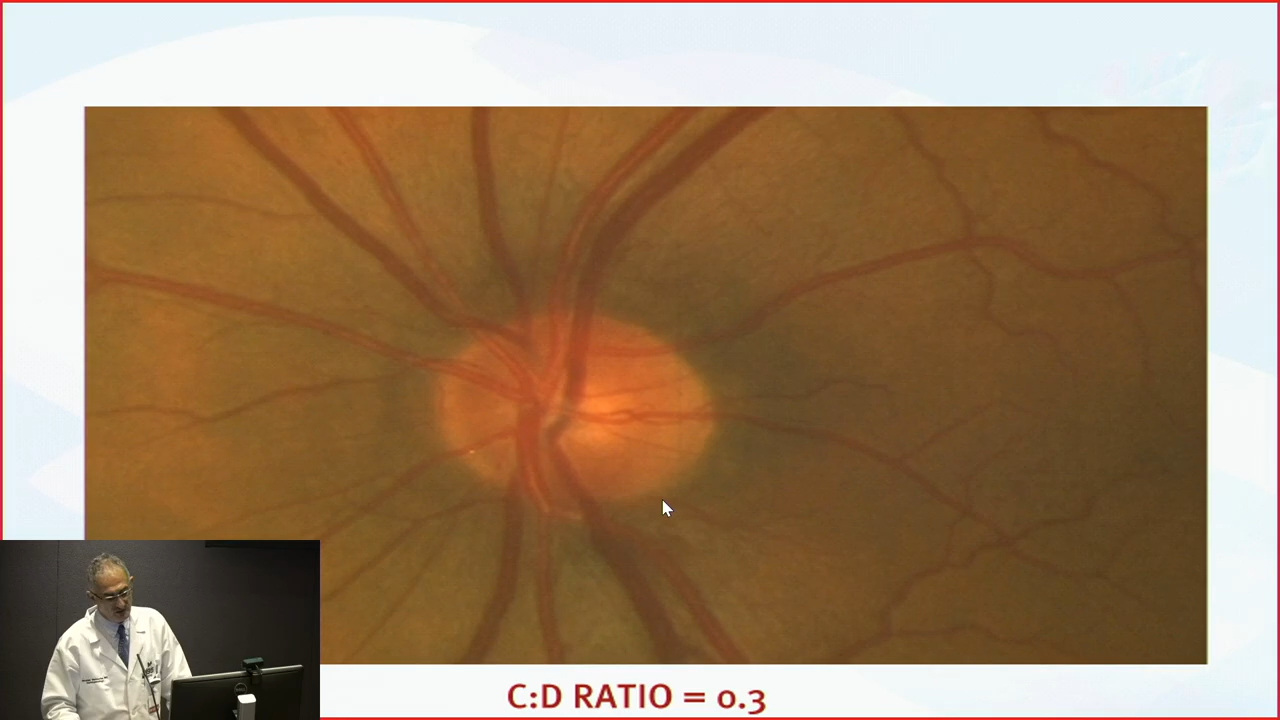 C:D RATIO = 0.3